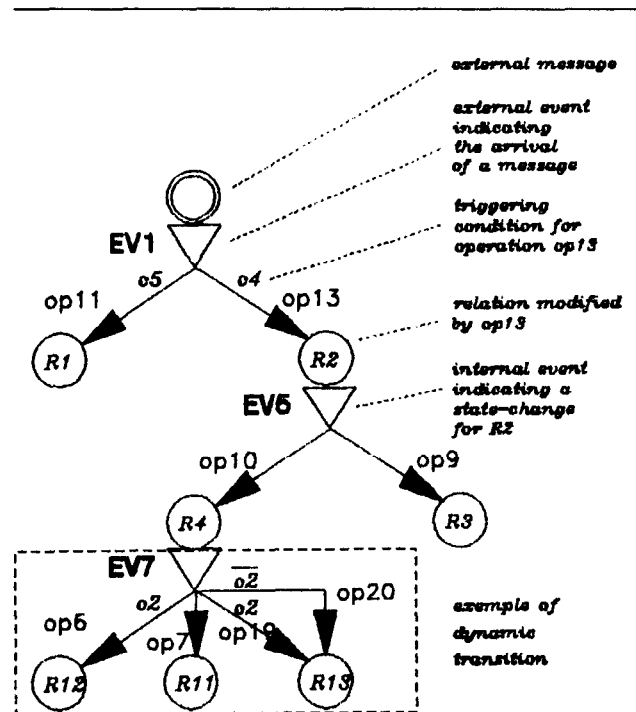 external message
external event
indicating
the arrival
of a message
EV1
triggering
condition for
operation op13
c5
c4
op11
op13
relation modified
by op13
R1
R2
EV5
internal event
indicating a
state-change
for R2
op10
op9
R4
R3
EV7
c2
c2
c2
op20
op6
op7
op19
exemple of
dynamic
transition
R12
R11
R13